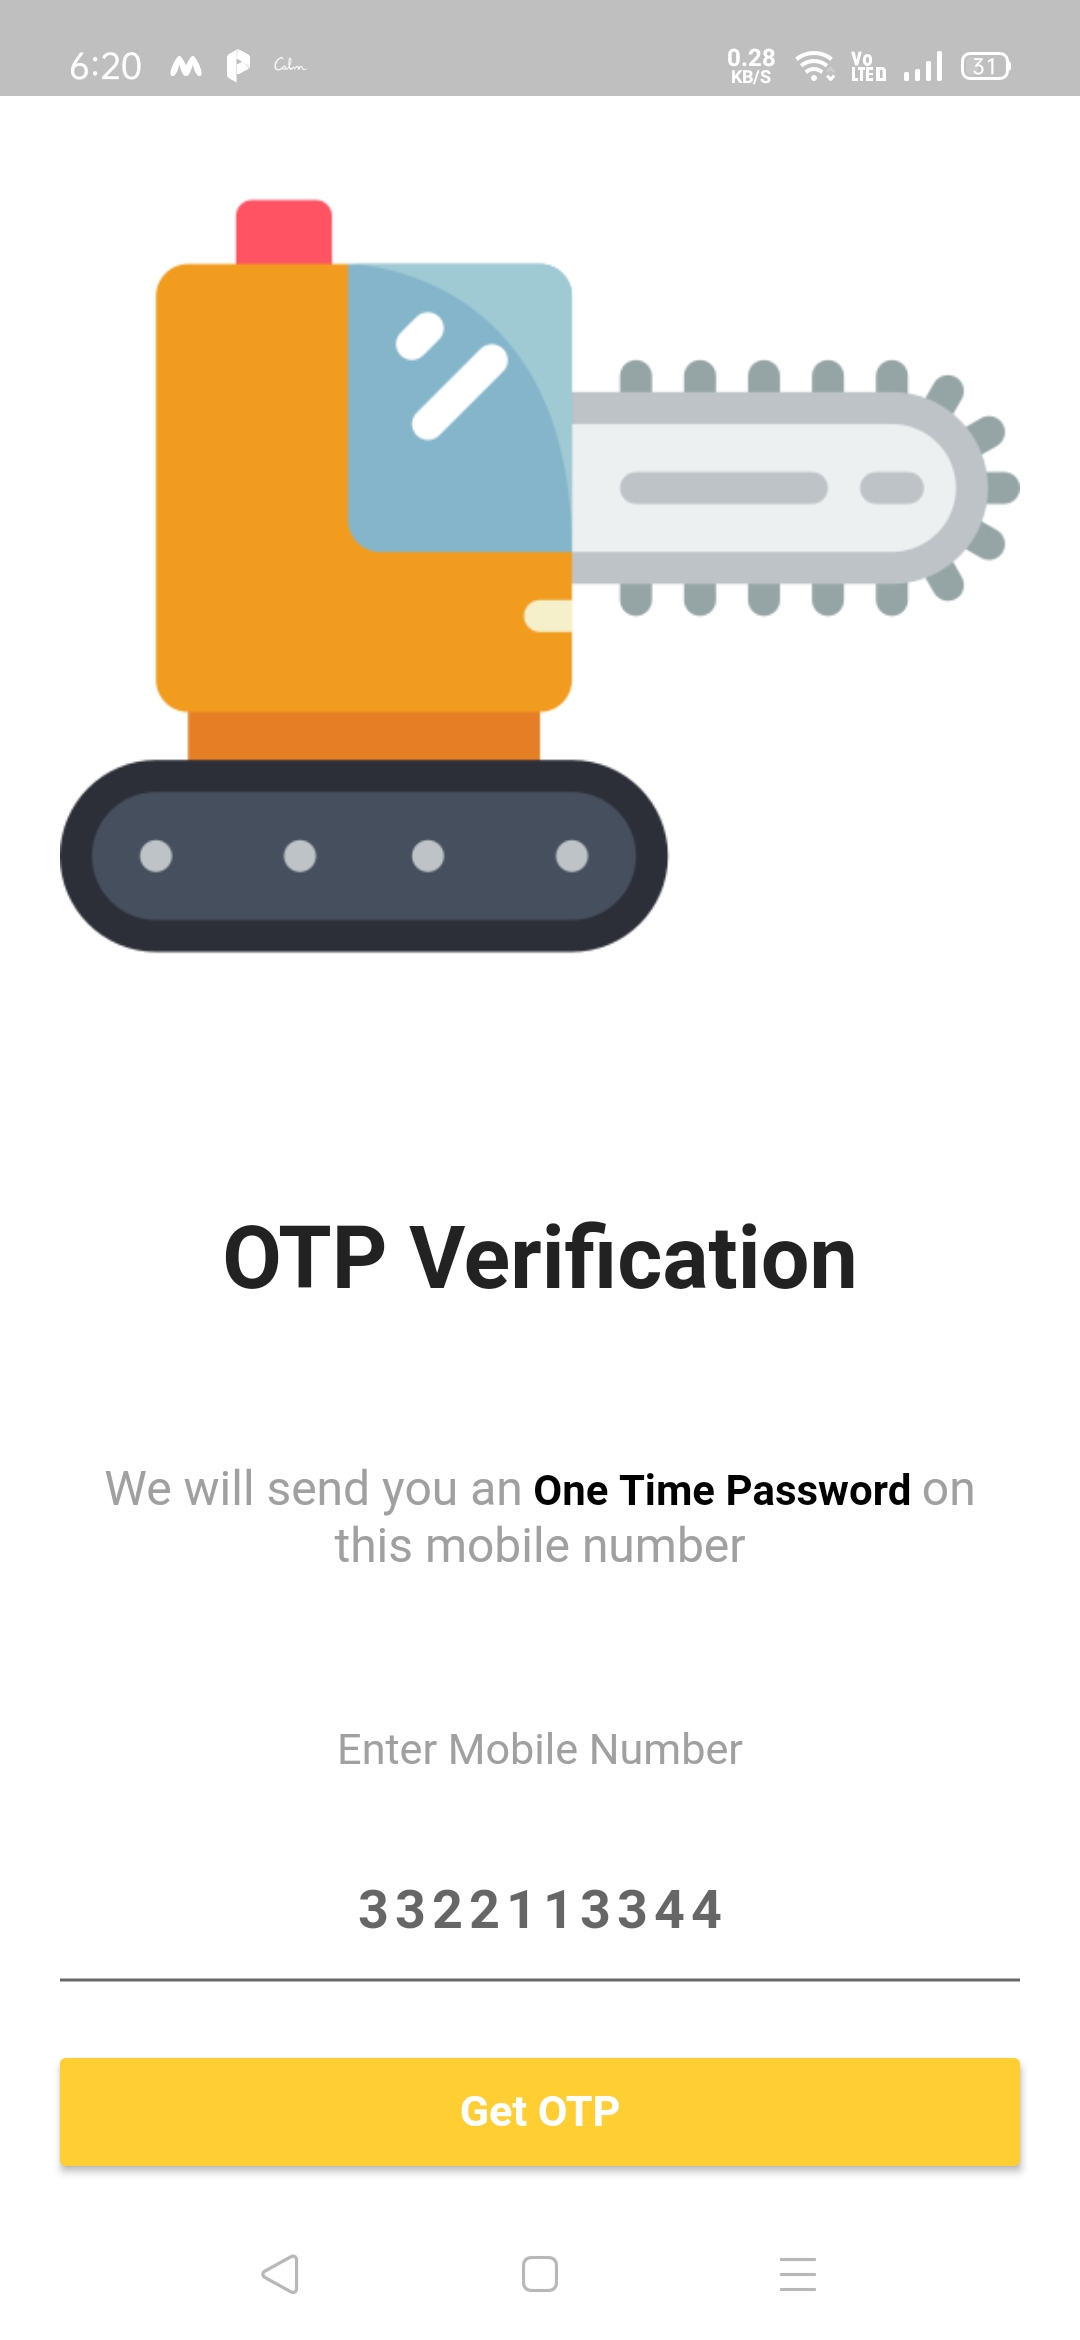 6:20 Calm 0.28 KB/S Vo LTE 31
OTP Verification
We will send you an One Time Password on
this mobile number
Enter Mobile Number
3322113344
Get OTP